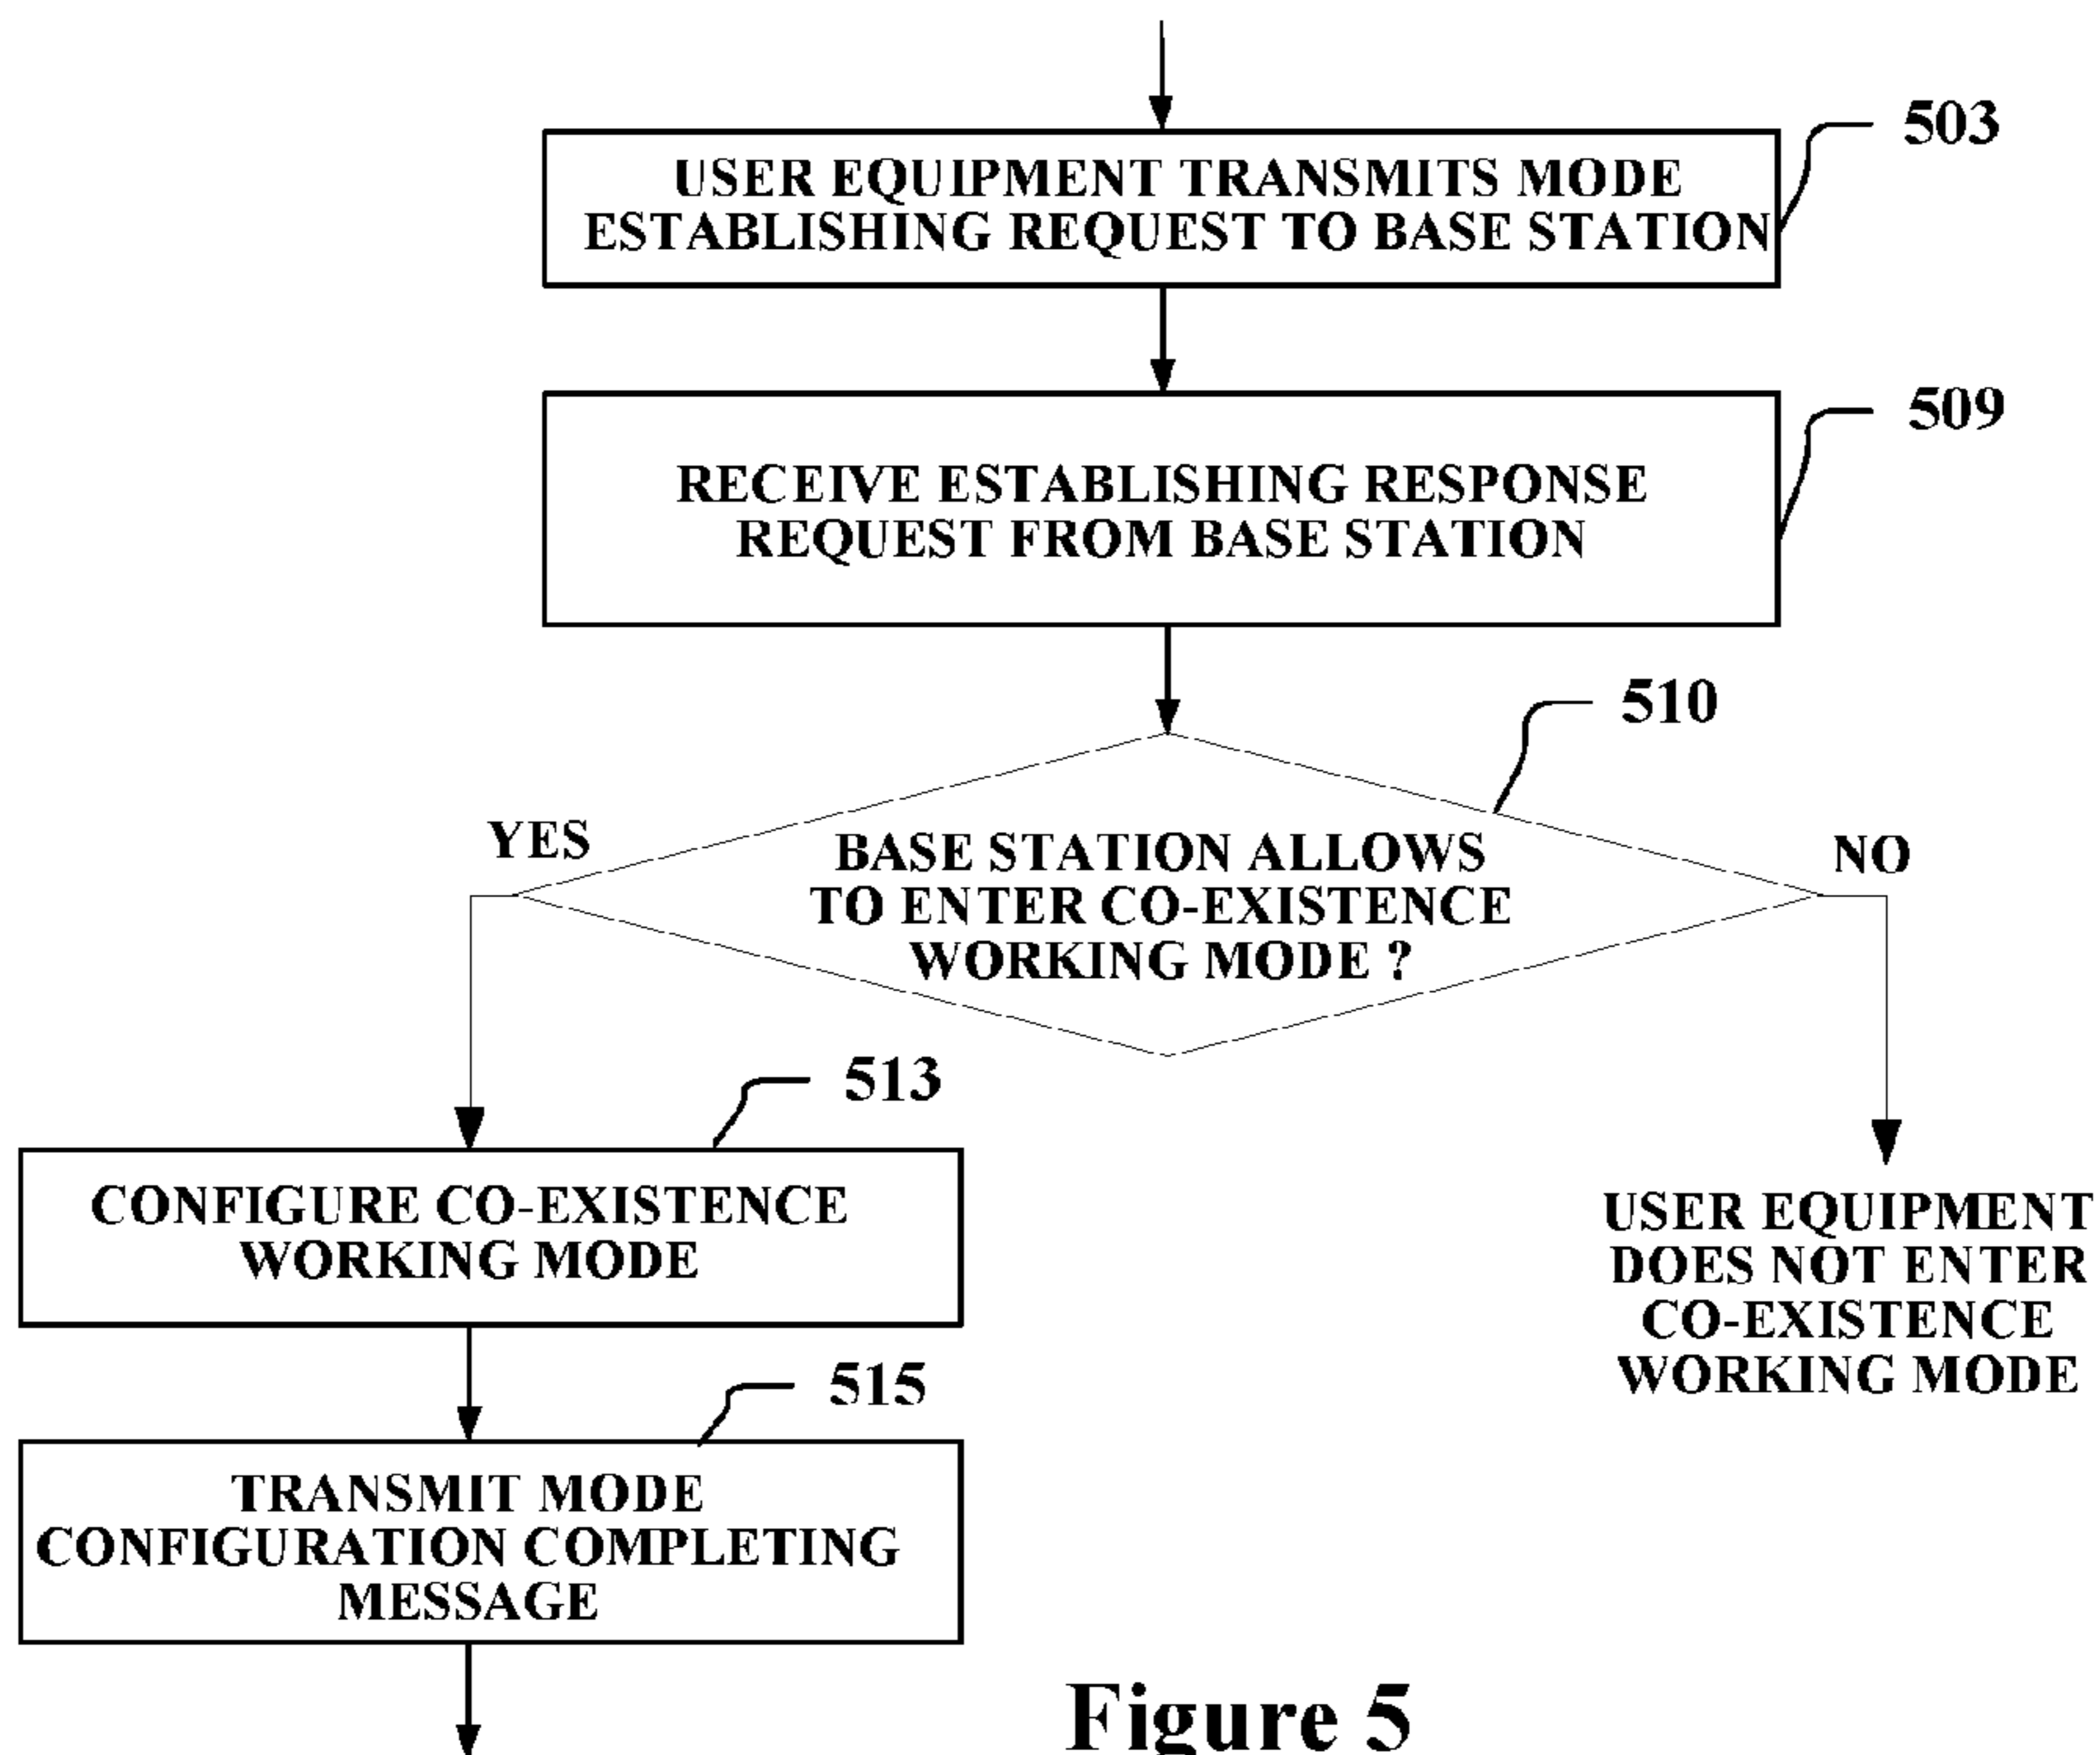 503
USER EQUIPMENT TRANSMITS MODE
ESTABLISHING REQUEST TO BASE STATION
509
RECEIVE ESTABLISHING RESPONSE
REQUEST FROM BASE STATION
510
YES
BASE STATION ALLOWS
TO ENTER CO-EXISTENCE
WORKING MODE ?
NO
513
CONFIGURE CO-EXISTENCE
WORKING MODE
USER EQUIPMENT
DOES NOT ENTER
CO-EXISTENCE
WORKING MODE
515
TRANSMIT MODE
CONFIGURATION COMPLETING
MESSAGE
Figure 5